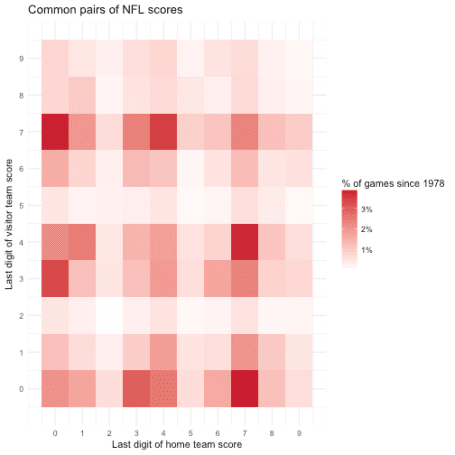 Common pairs of NFL scores
Last digit of visitor team score
9
8
7
6
5
4
3
2
1
0
0 1 2 3 4 5 6 7 8 9
Last digit of home team score
% of games since 1978
3%
2%
1%